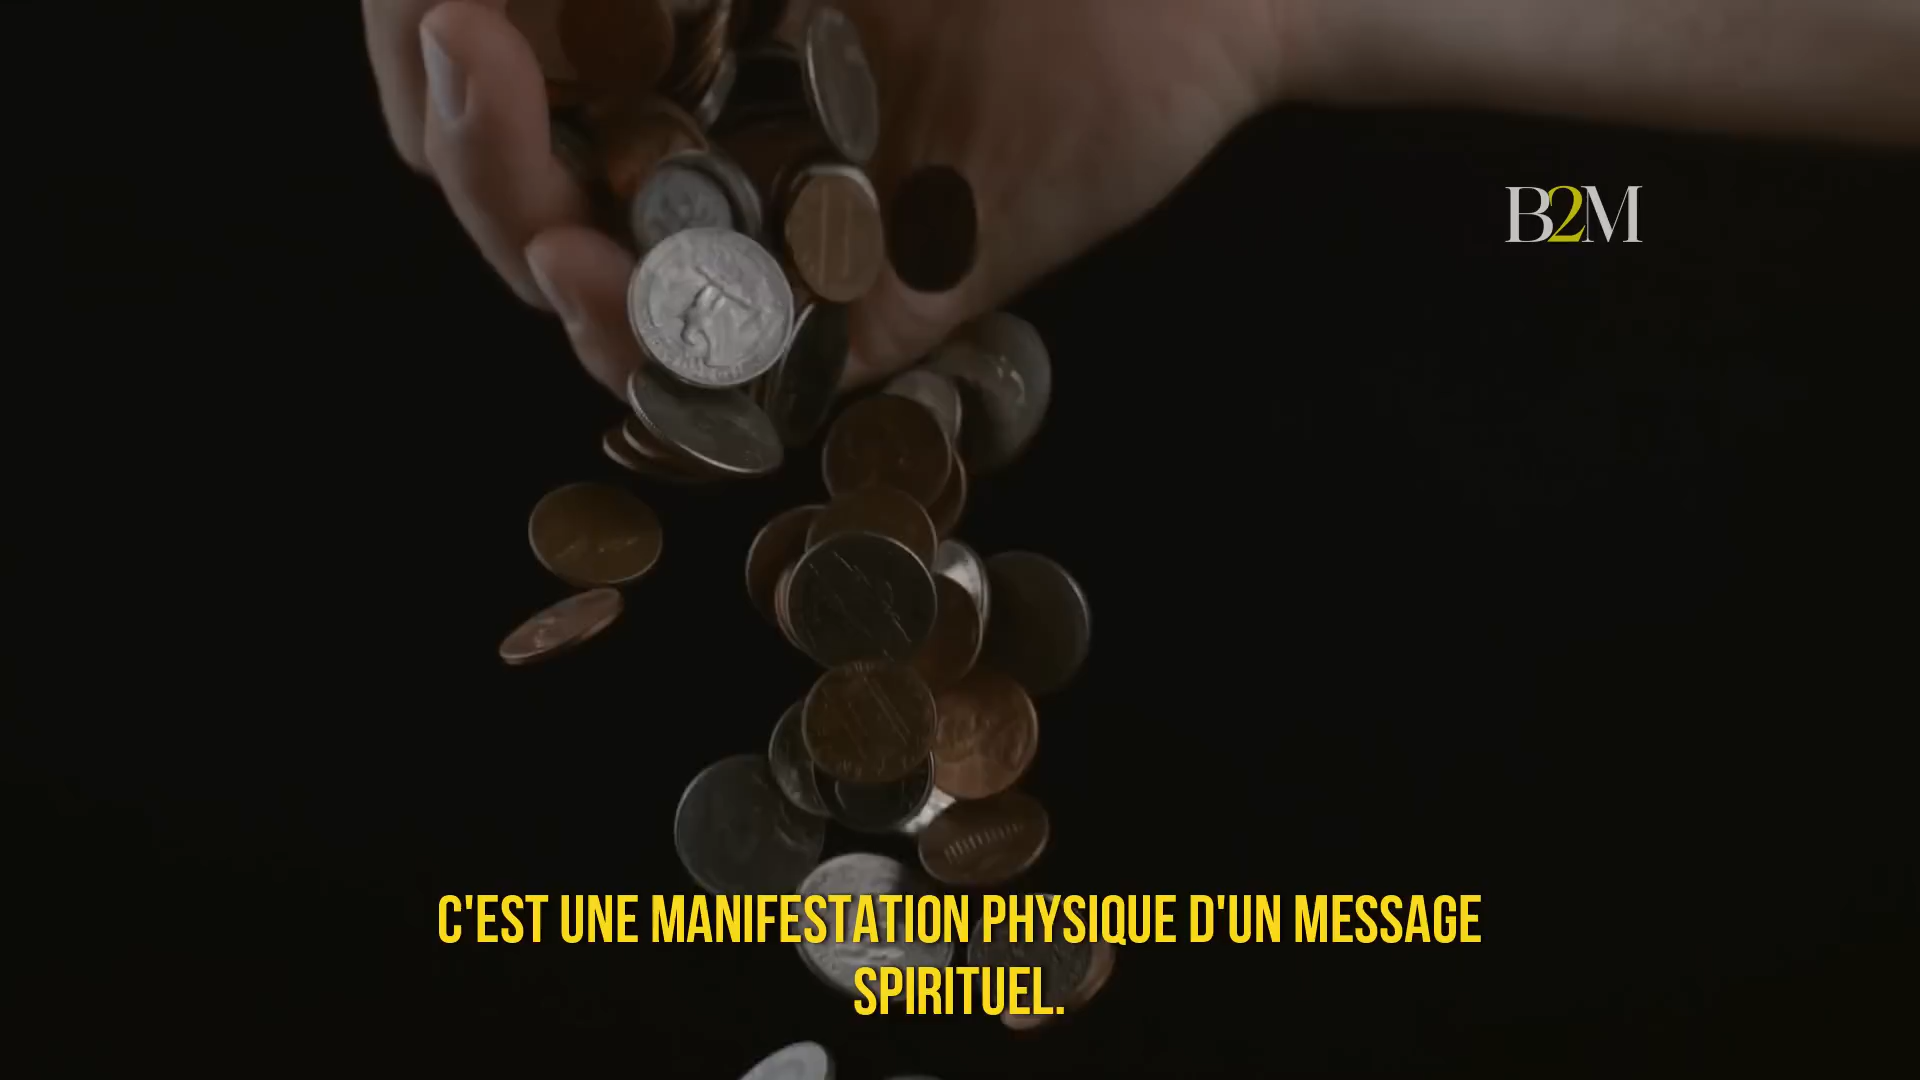 B2M
C'EST UNE MANIFESTATION PHYSIQUE D'UN MESSAGE
SPIRITUEL.